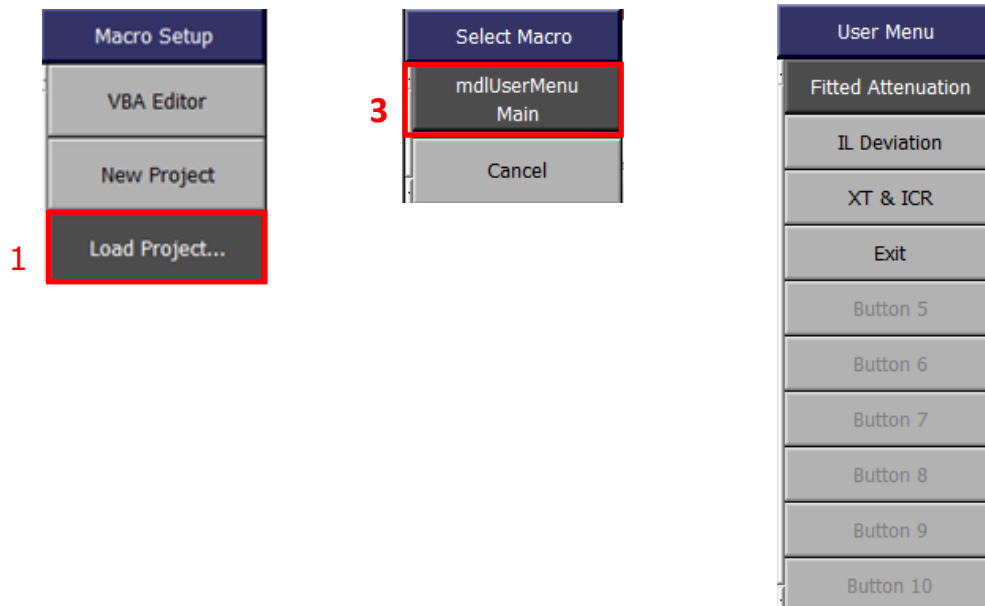 Macro Setup
VBA Editor
New Project
1
Load Project...
Select Macro
3
mdlUserMenu
Main
Cancel
User Menu
Fitted Attenuation
IL Deviation
XT & ICR
Exit
Button 5
Button 6
Button 7
Button 8
Button 9
Button 10